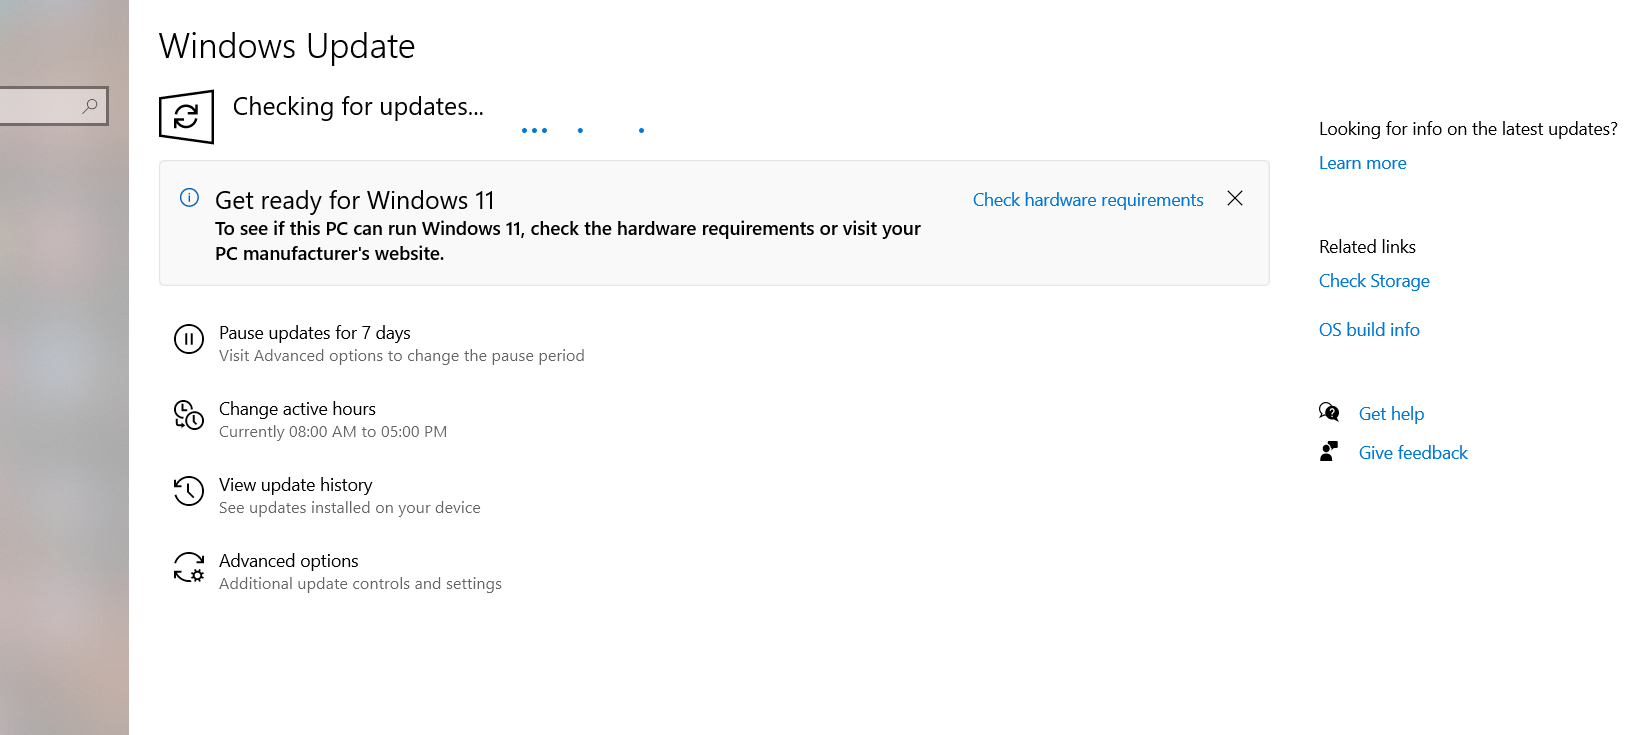 Windows Update
Checking for updates...
Get ready for Windows 11
Check hardware requirements
To see if this PC can run Windows 11, check the hardware requirements or visit your
PC manufacturer's website.
Pause updates for 7 days
Visit Advanced options to change the pause period
Change active hours
Currently 08:00 AM to 05:00 PM
View update history
See updates installed on your device
Advanced options
Additional update controls and settings
Looking for info on the latest updates?
Learn more
Related links
Check Storage
OS build info
Get help
Give feedback